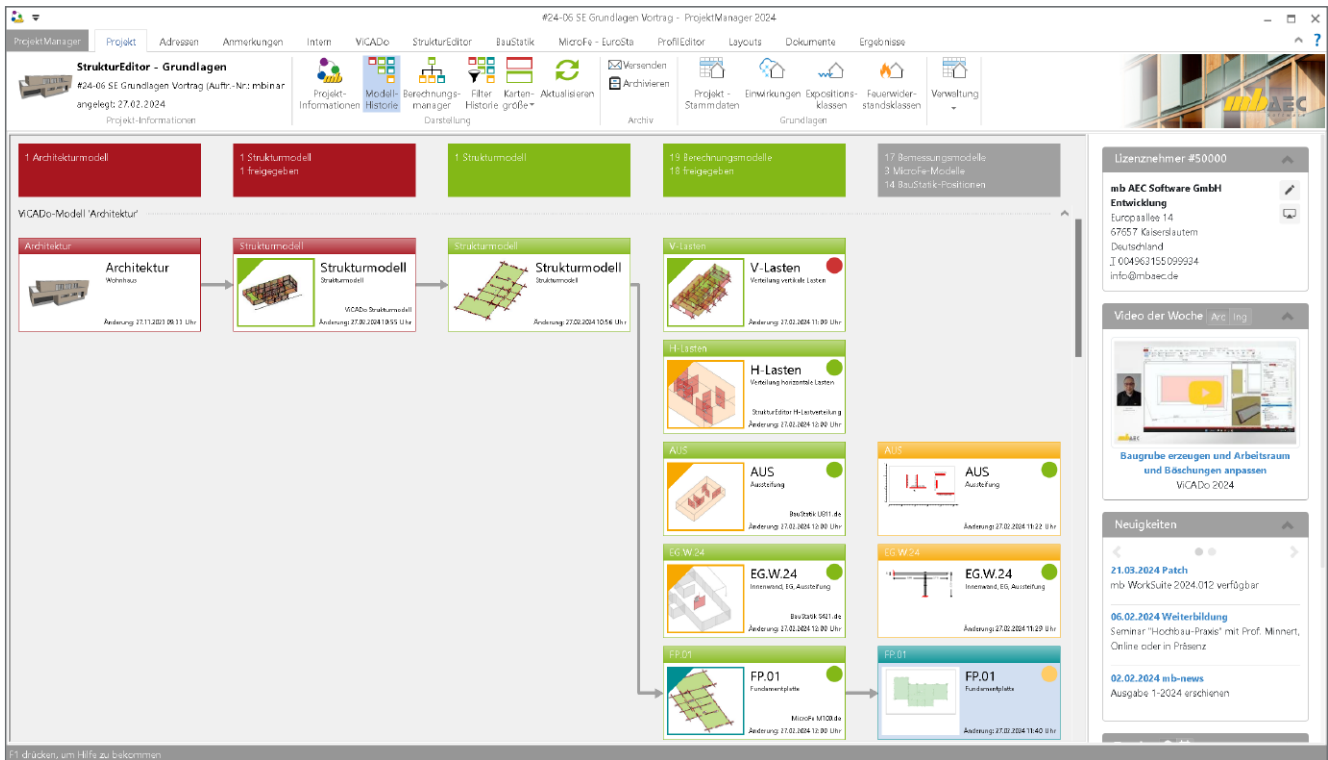 #24-06 SE Grundlagen Vortrag - ProjektManager 2024
ProjektManager Projekt Adressen Anmerkungen Intern ViCADo StrukturEditor BauStatik MicroFe - EuroSta ProfilEditor Layouts Dokumente Ergebnisse
StrukturEditor - Grundlagen
#24-06 SE Grundlagen Vortrag (Auftr.-Nr.: mbinar
angelegt: 27.02.2024
Projekt-Informationen
Projekt-Informationen
Modell-Historie
Berechnungs-manager
Filter Historie
Karten-größe
Aktualisieren
Darstellung
Versenden
Archivieren
Archiv
Projekt - Stammdaten
Einwirkungen
Expositions-klassen
Feuerwider-standsklassen
Grundlagen
Verwaltung
mb AEC
1 Architekturmodell
1 Strukturmodell
1 freigegeben
1 Strukturmodell
19 Berechnungsmodelle
18 freigegeben
17 Bemessungsmodelle
3 MicroFe-Modelle
14 BauStatik-Positionen
ViCADo-Modell 'Architektur'
Architektur
Architektur
Wohnhaus
Änderung: 27.11.2023 09:33 Uhr
Strukturmodell
Strukturmodell
Strukturmodell
ViCADo Strukturmodell
Änderung: 27.02.2024 10:55 Uhr
Strukturmodell
Strukturmodell
Strukturmodell
Änderung: 27.02.2024 10:56 Uhr
V-Lasten
V-Lasten
Verteilung vertikale Lasten
Änderung: 27.02.2024 11:00 Uhr
H-Lasten
H-Lasten
Verteilung horizontale Lasten
StrukturEditor H-Lastverteilung
Änderung: 27.02.2024 12:00 Uhr
AUS
AUS
Aussteifung
BauStatik U811.de
Änderung: 27.02.2024 12:00 Uhr
AUS
AUS
Aussteifung
Änderung: 27.02.2024 11:22 Uhr
EG.W.24
EG.W.24
Innenwand, EG, Aussteifung
BauStatik S421.de
Änderung: 27.02.2024 12:00 Uhr
EG.W.24
EG.W.24
Innenwand, EG, Aussteifung
Änderung: 27.02.2024 11:29 Uhr
FP.01
FP.01
Fundamentplatte
MicroFe M100.de
Änderung: 27.02.2024 12:00 Uhr
FP.01
FP.01
Fundamentplatte
Änderung: 27.02.2024 11:40 Uhr
Lizenznehmer #50000
mb AEC Software GmbH
Entwicklung
Europaallee 14
67657 Kaiserslautern
Deutschland
T 004963155099934
info@mbaec.de
Video der Woche Arc Ing
Baugrube erzeugen und Arbeitsraum
und Böschungen anpassen
ViCADo 2024
Neuigkeiten
21.03.2024 Patch
mb WorkSuite 2024.012 verfügbar
06.02.2024 Weiterbildung
Seminar "Hochbau-Praxis" mit Prof. Minnert,
Online oder in Präsenz
02.02.2024 mb-news
Ausgabe 1-2024 erschienen
F1 drücken, um Hilfe zu bekommen